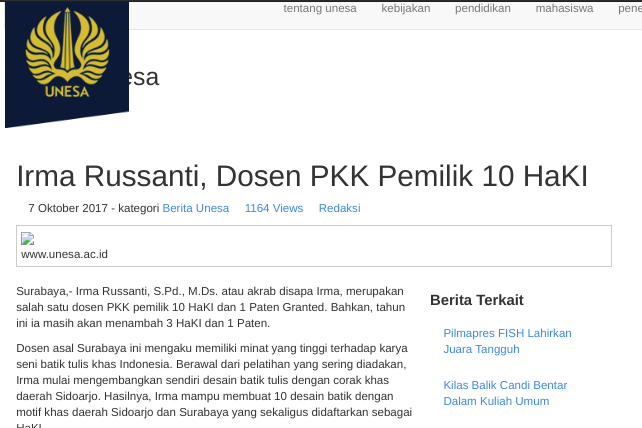 tentang unesa kebijakan pendidikan mahasiswa
UNESA
esa
Irma Russanti, Dosen PKK Pemilik 10 HaKI
7 Oktober 2017 - kategori Berita Unesa 1164 Views Redaksi
www.unesa.ac.id
Surabaya,- Irma Russanti, S.Pd., M.Ds. atau akrab disapa Irma, merupakan
salah satu dosen PKK pemilik 10 HaKI dan 1 Paten Granted. Bahkan, tahun
ini ia masih akan menambah 3 HaKI dan 1 Paten.
Dosen asal Surabaya ini mengaku memiliki minat yang tinggi terhadap karya
seni batik tulis khas Indonesia. Berawal dari pelatihan yang sering diadakan,
Irma mulai mengembangkan sendiri desain batik tulis dengan corak khas
daerah Sidoarjo. Hasilnya, Irma mampu membuat 10 desain batik dengan
motif khas daerah Sidoarjo dan Surabaya yang sekaligus didaftarkan sebagai
HaKI
Berita Terkait
Pilmapres FISH Lahirkan
Juara Tangguh
Kilas Balik Candi Bentar
Dalam Kuliah Umum